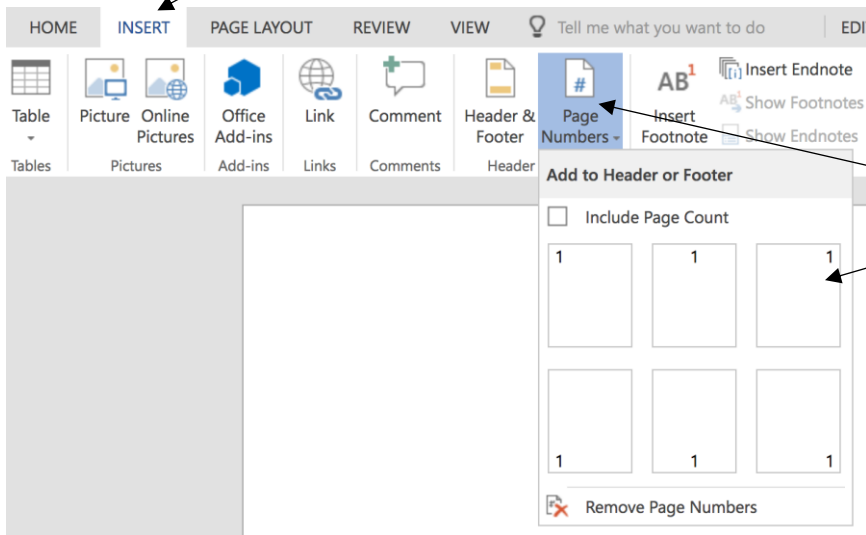 HOME INSERT PAGE LAYOUT REVIEW VIEW Tell me what you want to do EDI
Table
Picture
Online
Pictures
Office
Add-ins
Link
Comment
Header &
Footer
#
Page
Numbers
AB1
Insert
Footnote
[i] Insert Endnote
AB1 Show Footnotes
Show Endnotes
Tables Pictures Add-ins Links Comments Header
Add to Header or Footer
Include Page Count
1 1 1
1 1 1
Remove Page Numbers